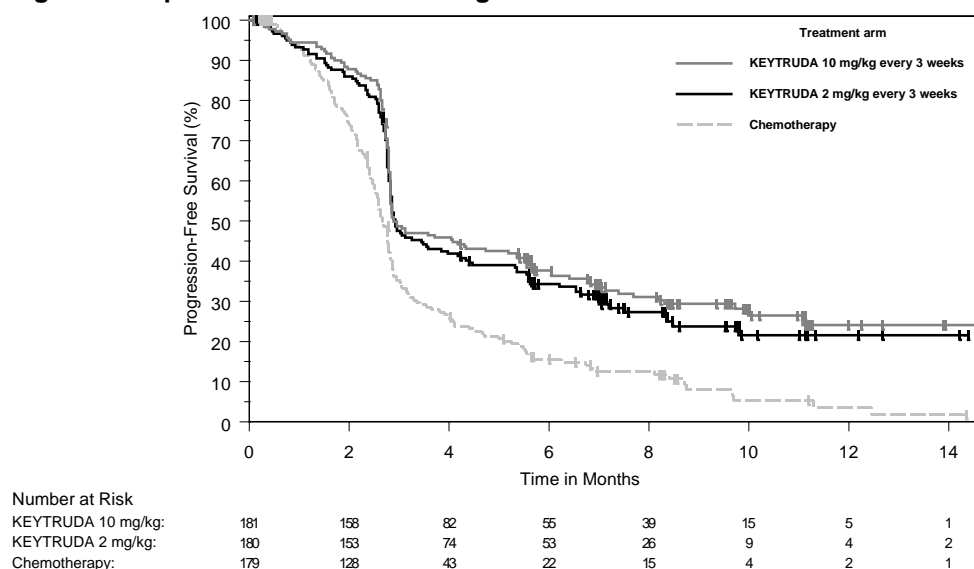 100
90
80
70
60
50
40
30
20
10
0
Progression-Free Survival (%)
Treatment arm
KEYTRUDA 10 mg/kg every 3 weeks
KEYTRUDA 2 mg/kg every 3 weeks
Chemotherapy
0 2 4 6 8 10 12 14
Time in Months
Number at Risk
KEYTRUDA 10 mg/kg: 181 158 82 55 39 15 5 1
KEYTRUDA 2 mg/kg: 180 153 74 53 26 9 4 2
Chemotherapy: 179 128 43 22 15 4 2 1